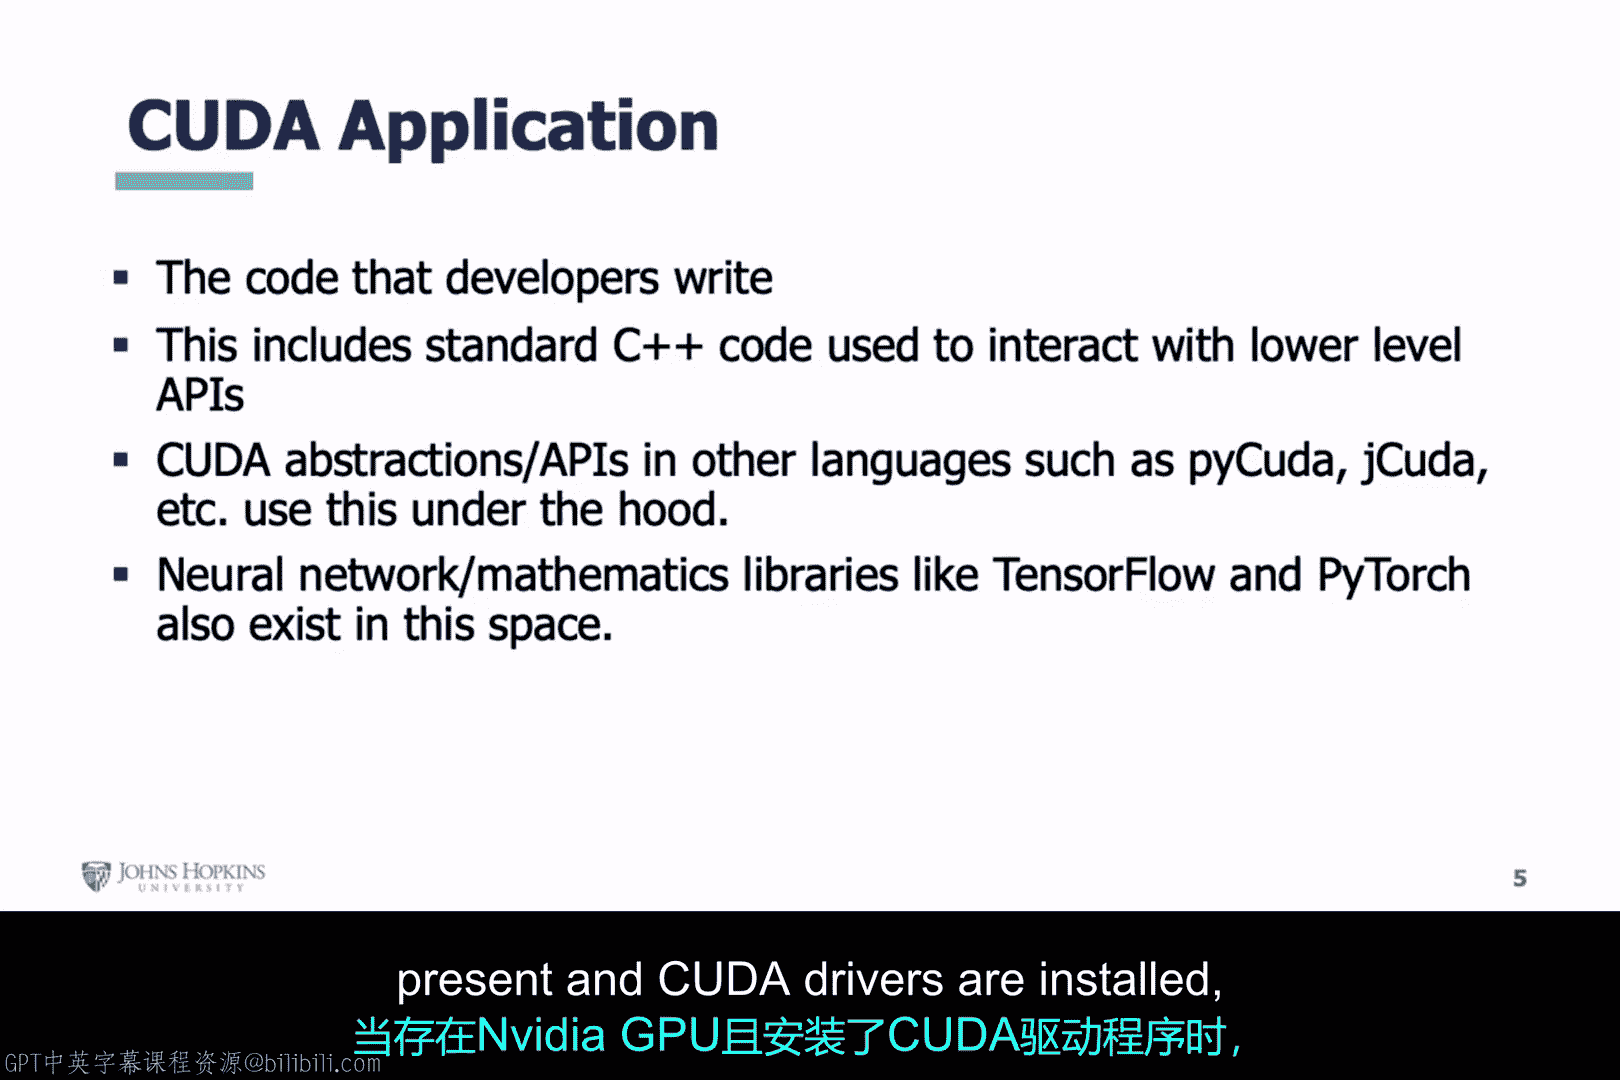 CUDA Application
▪ The code that developers write
▪ This includes standard C++ code used to interact with lower level
APIs
▪ CUDA abstractions/APIs in other languages such as pyCuda, jCuda,
etc. use this under the hood.
▪ Neural network/mathematics libraries like TensorFlow and PyTorch
also exist in this space.
JOHNS HOPKINS
UNIVERSITY
5
present and CUDA drivers are installed,
当存在Nvidia GPU且安装了CUDA驱动程序时，
GPT中英字幕课程资源@bilibili.com